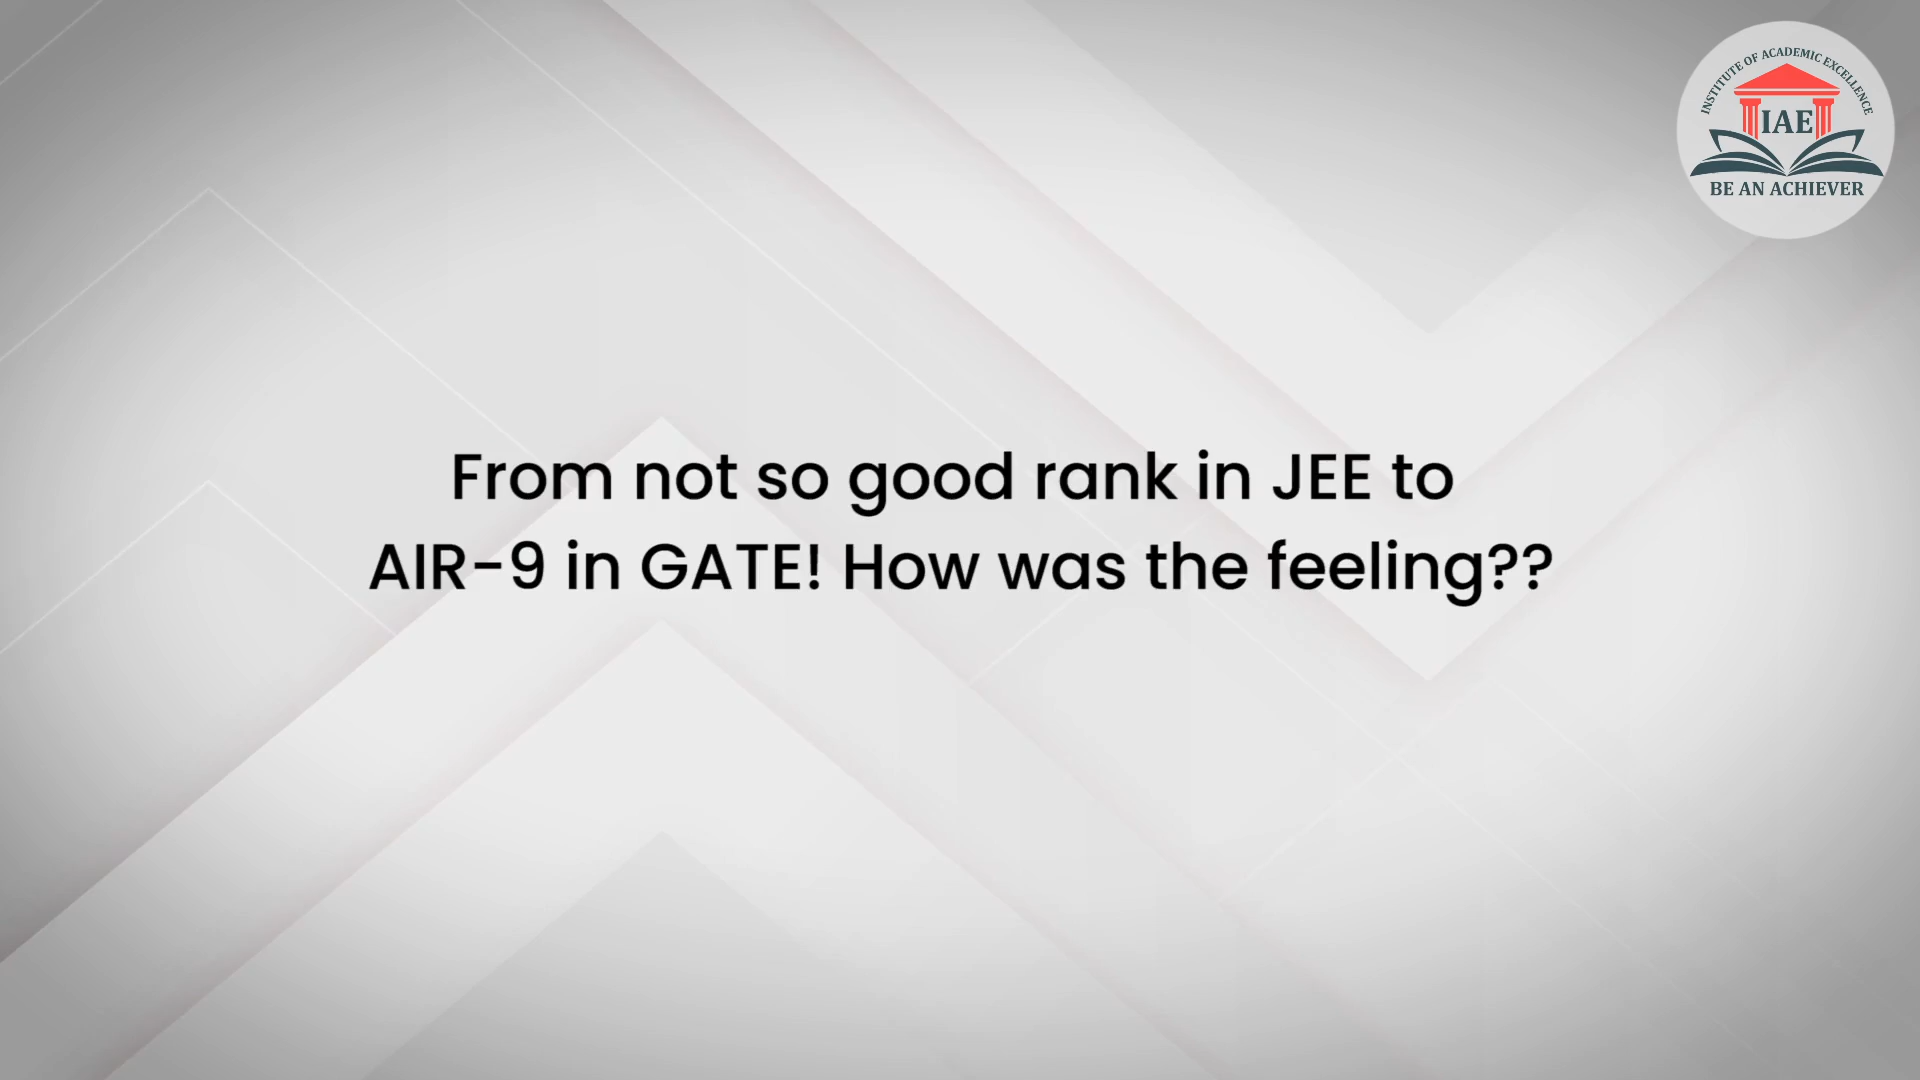 INSTITUTE OF ACADEMIC EXCELLENCE
IAE
BE AN ACHIEVER
From not so good rank in JEE to
AIR-9 in GATE! How was the feeling??